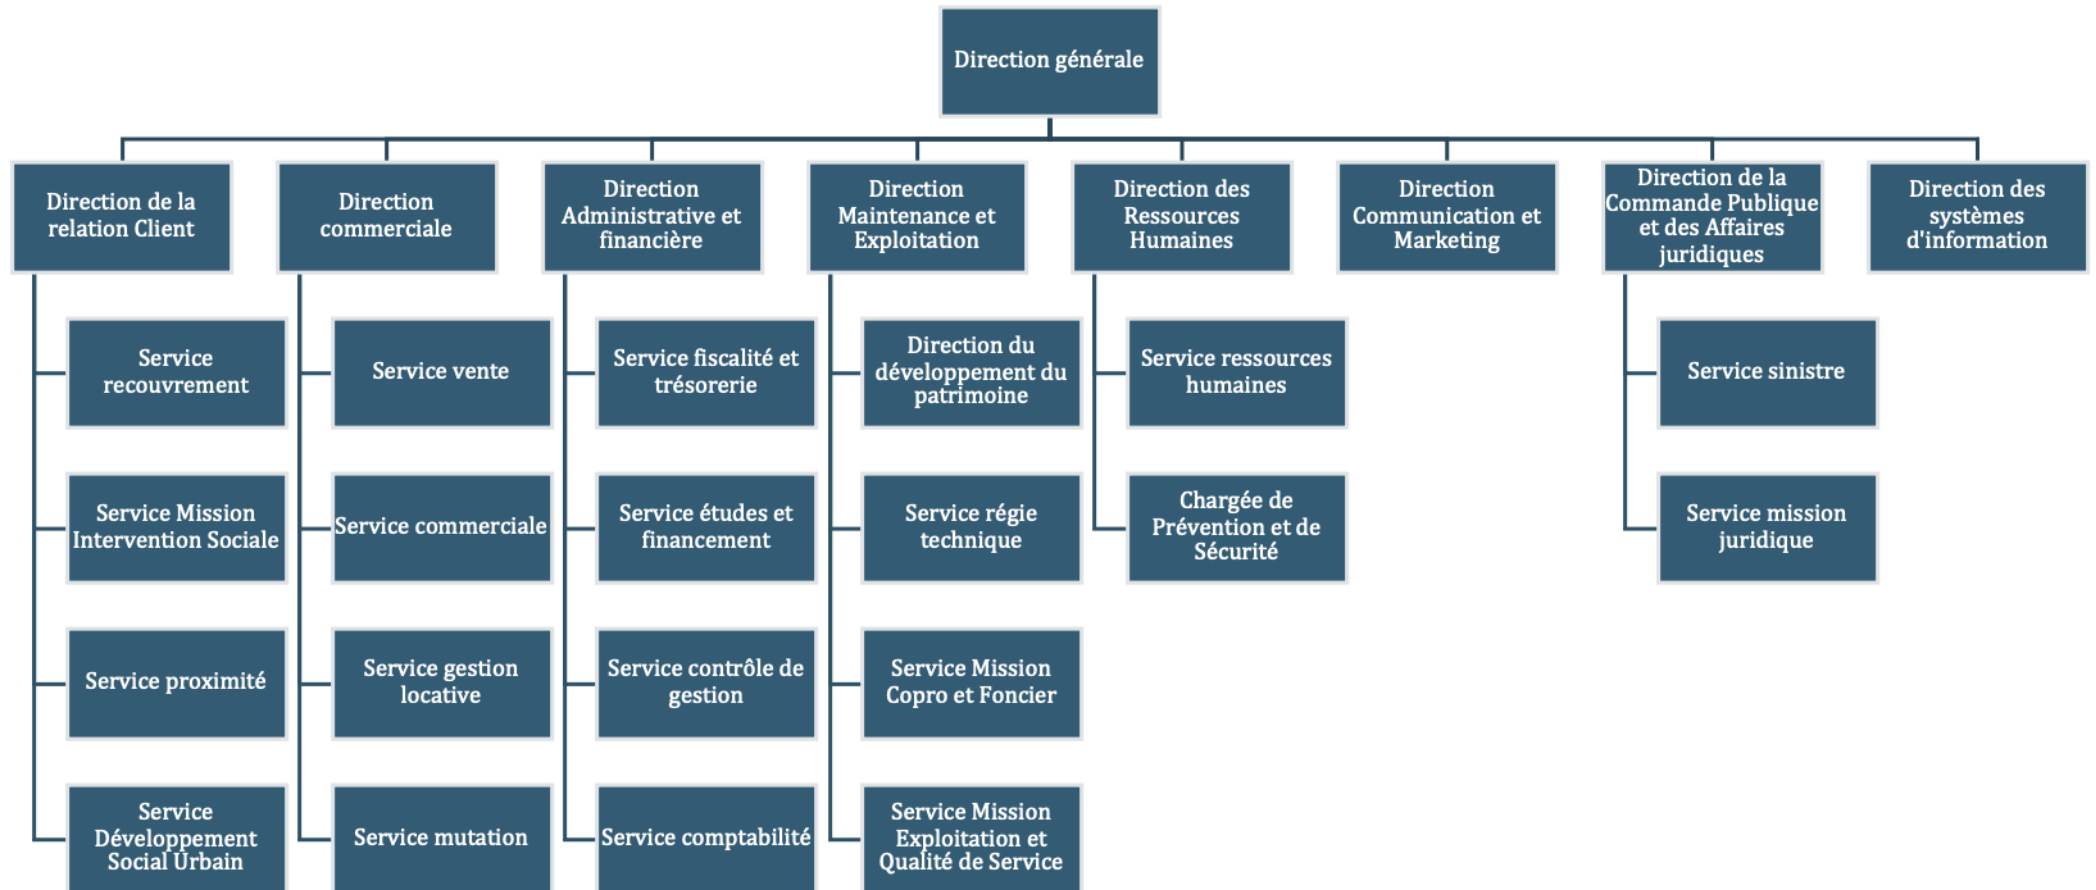 Direction générale
Direction de la
relation Client
Direction
commerciale
Direction
Administrative et
financière
Direction
Maintenance et
Exploitation
Direction des
Ressources
Humaines
Direction
Communication et
Marketing
Direction de la
Commande Publique
et des Affaires
juridiques
Direction des
systèmes
d'information
Service
recouvrement
Service vente
Service fiscalité et
trésorerie
Direction du
développement du
patrimoine
Service ressources
humaines
Service sinistre
Service Mission
Intervention Sociale
Service commerciale
Service études et
financement
Service régie
technique
Chargée de
Prévention et de
Sécurité
Service mission
juridique
Service proximité
Service gestion
locative
Service contrôle de
gestion
Service Mission
Copro et Foncier
Service
Développement
Social Urbain
Service mutation
Service comptabilité
Service Mission
Exploitation et
Qualité de Service